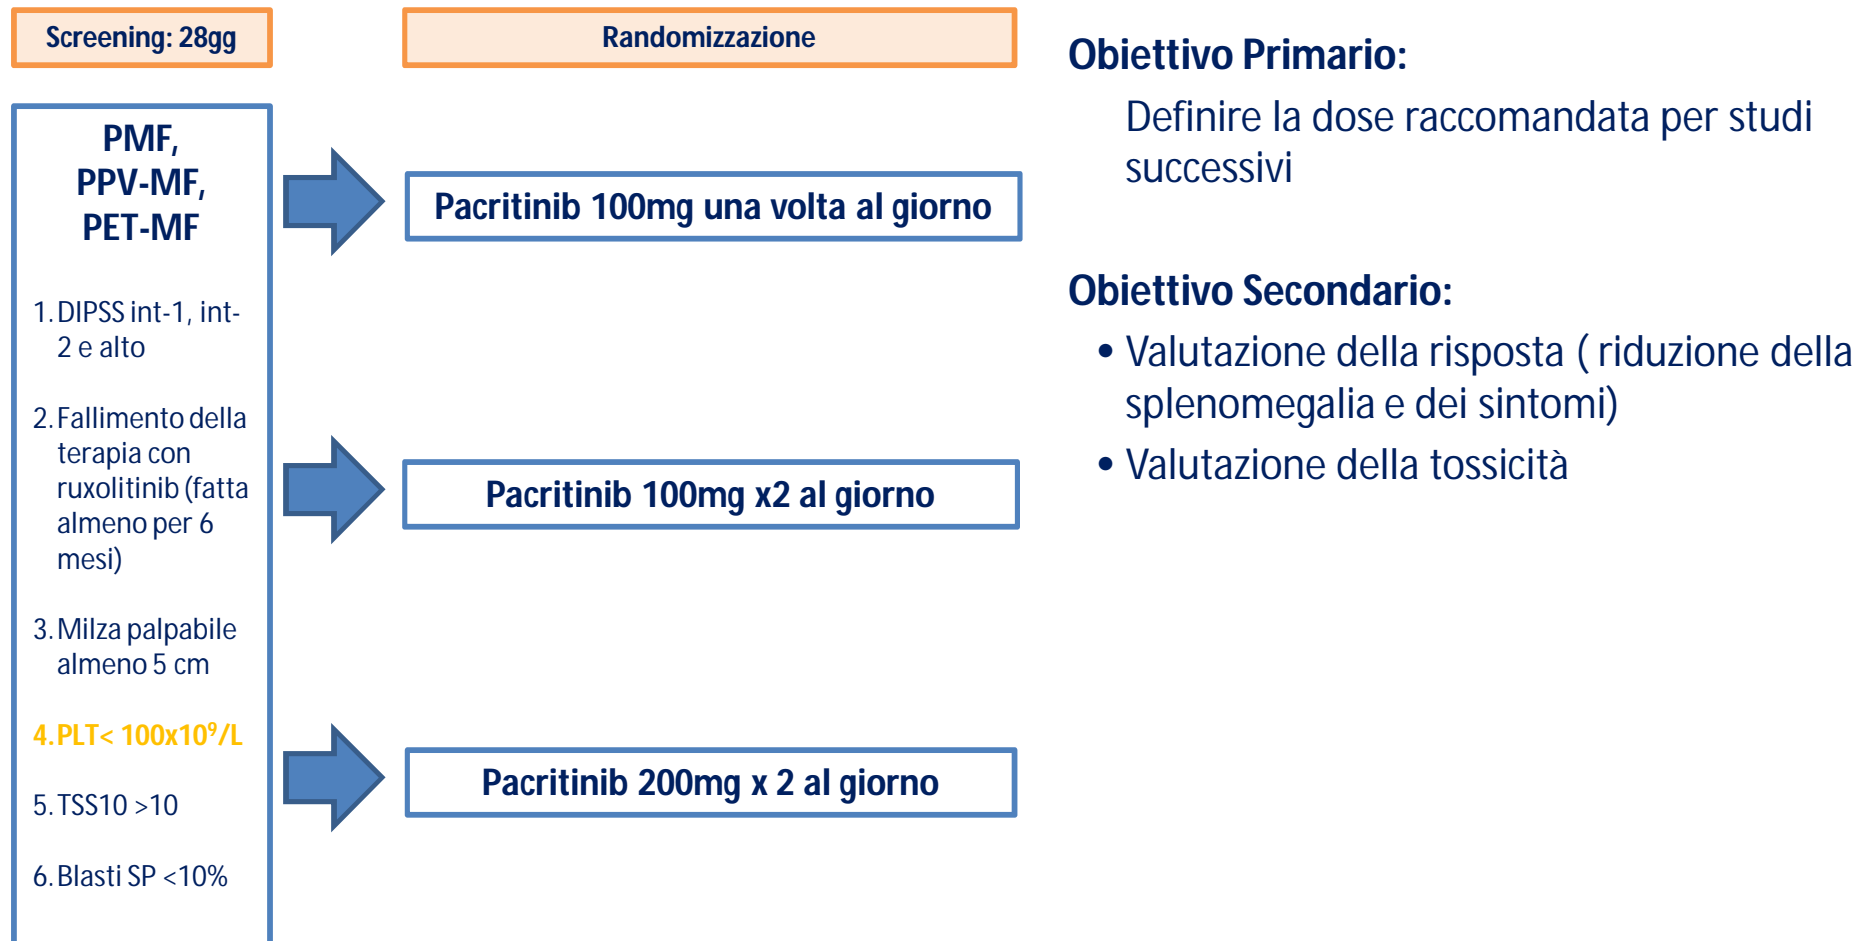 Screening: 28gg
Randomizzazione
PMF,
PPV-MF,
PET-MF
1. DIPSS int-1, int-
2 e alto
2. Fallimento della
terapia con
ruxolitinib (fatta
almeno per 6
mesi)
3. Milza palpabile
almeno 5 cm
4. PLT< 100x10⁹/L
5. TSS10 >10
6. Blasti SP <10%
Pacritinib 100mg una volta al giorno
Pacritinib 100mg x2 al giorno
Pacritinib 200mg x 2 al giorno
Obiettivo Primario:
Definire la dose raccomandata per studi
successivi
Obiettivo Secondario:
• Valutazione della risposta ( riduzione della
splenomegalia e dei sintomi)
• Valutazione della tossicità